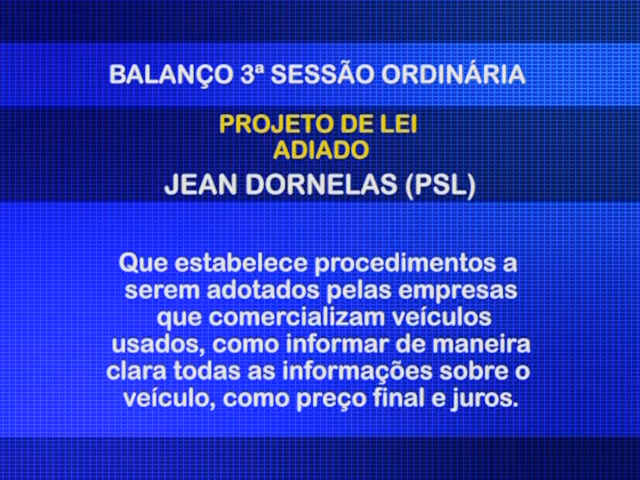 BALANÇO 3ª SESSÃO ORDINÁRIA
PROJETO DE LEI
ADIADO
JEAN DORNELAS (PSL)
Que estabelece procedimentos a
serem adotados pelas empresas
que comercializam veículos
usados, como informar de maneira
clara todas as informações sobre o
veículo, como preço final e juros.